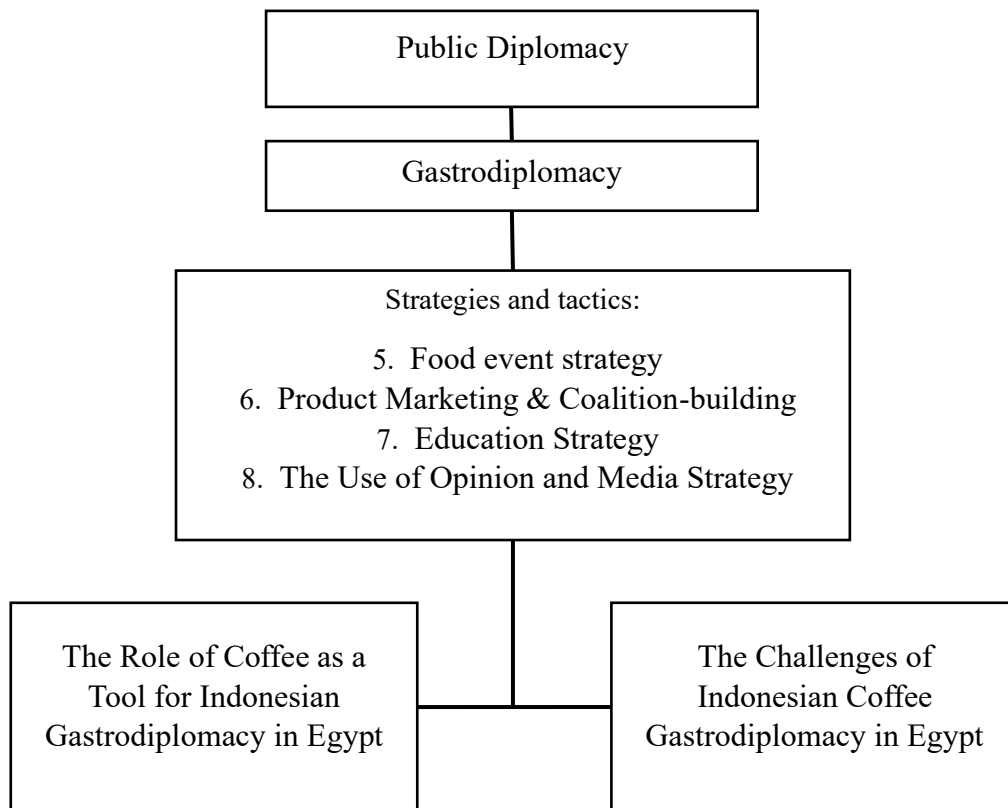 Public Diplomacy
Gastrodiplomacy
Strategies and tactics:
5. Food event strategy
6. Product Marketing & Coalition-building
7. Education Strategy
8. The Use of Opinion and Media Strategy
The Role of Coffee as a
Tool for Indonesian
Gastrodiplomacy in Egypt
The Challenges of
Indonesian Coffee
Gastrodiplomacy in Egypt